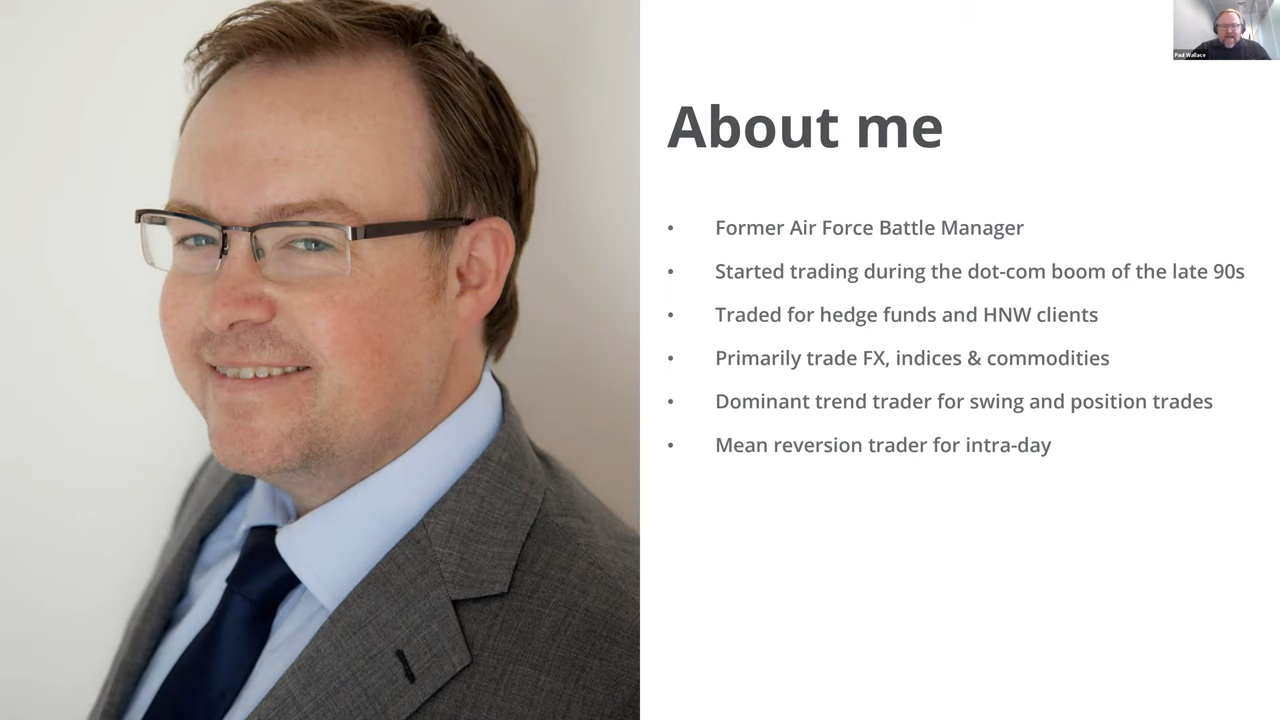 Paul Wallace
About me
• Former Air Force Battle Manager
• Started trading during the dot-com boom of the late 90s
• Traded for hedge funds and HNW clients
• Primarily trade FX, indices & commodities
• Dominant trend trader for swing and position trades
• Mean reversion trader for intra-day